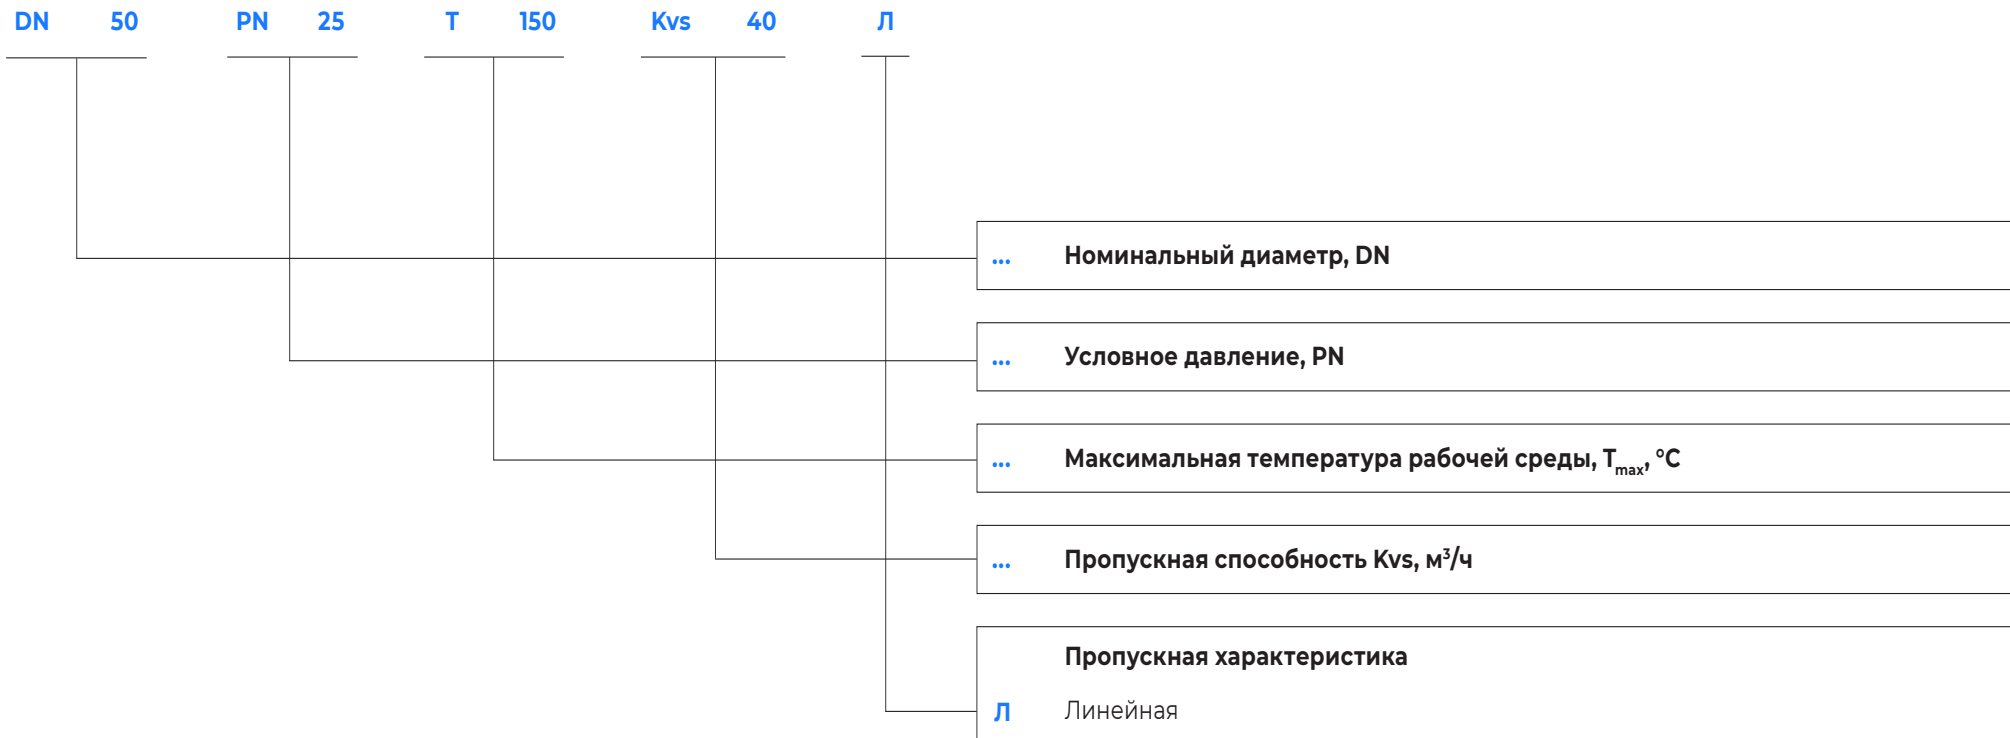 DN 50 PN 25 Т 150 Kvs 40 Л
... Номинальный диаметр, DN
... Условное давление, PN
... Максимальная температура рабочей среды, Tmax, °C
... Пропускная способность Kvs, м³/ч
Пропускная характеристика
Л Линейная